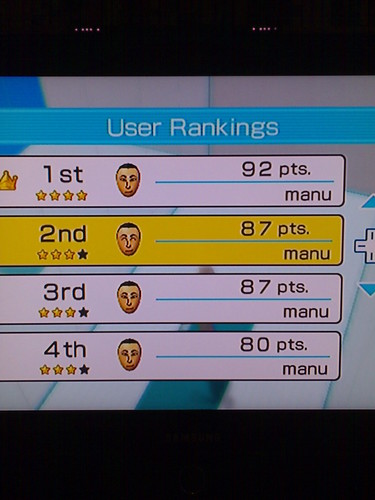 User Rankings
1st 92 pts.
manu
2nd 87 pts.
manu
3rd 87 pts.
manu
4th 80 pts.
manu